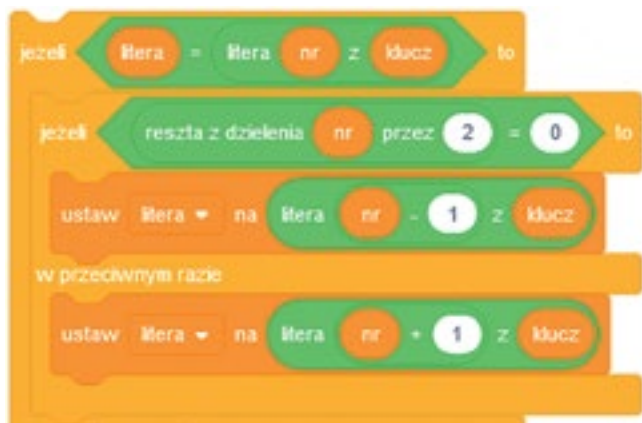 jeżeli litera = litera nr z klucz to
jeżeli reszta z dzielenia nr przez 2 = 0 to
ustaw litera na litera nr - 1 z klucz
w przeciwnym razie
ustaw litera na litera nr + 1 z klucz